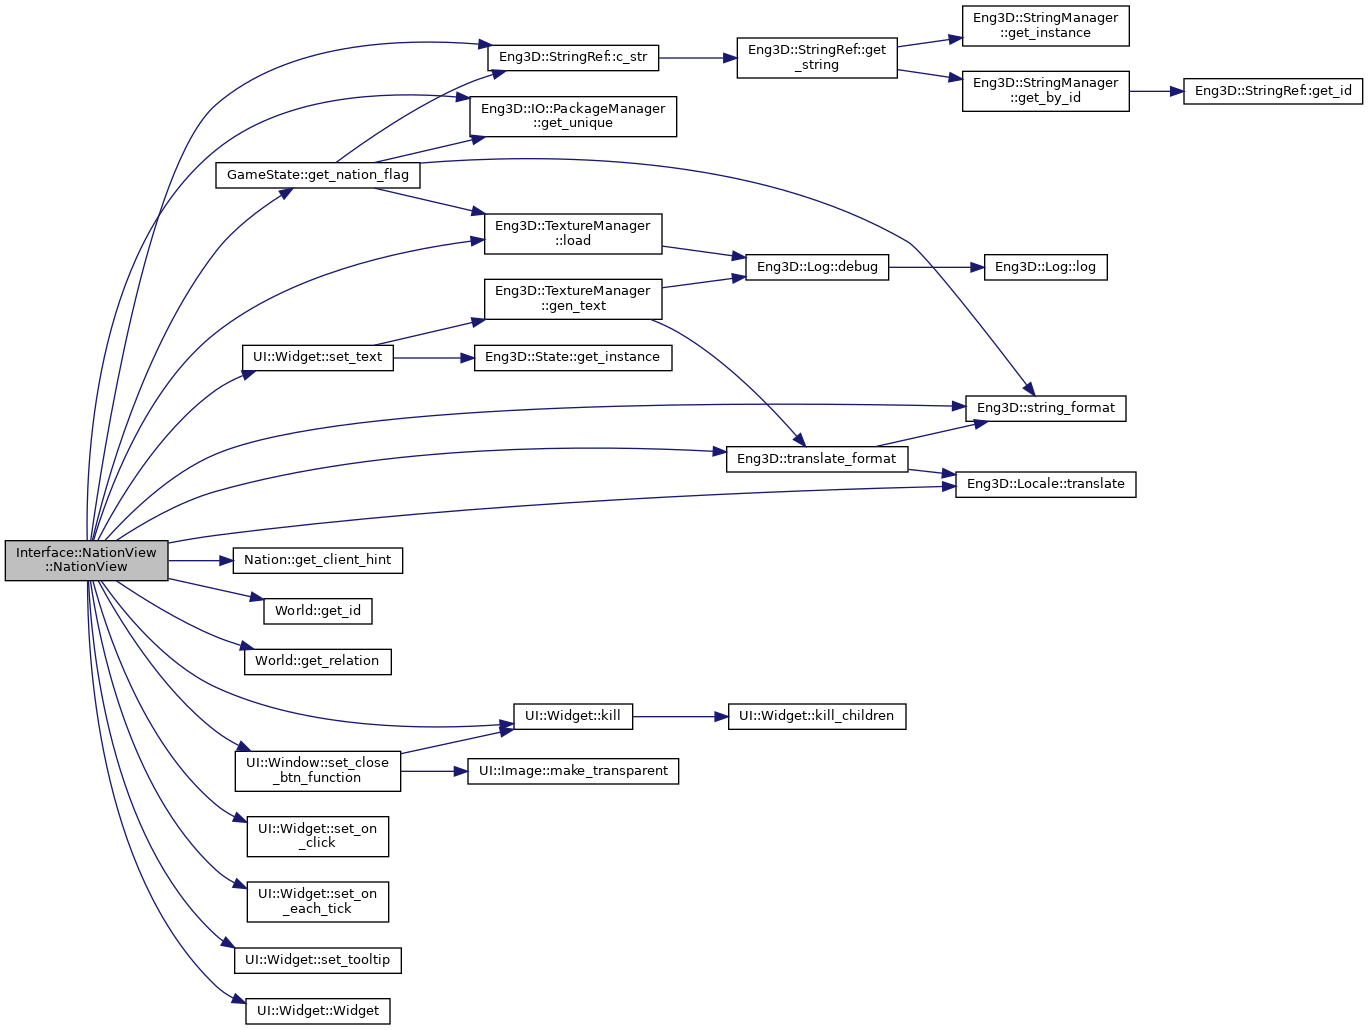 Eng3D::StringManager
::get_instance
Eng3D::StringRef::c_str
Eng3D::StringRef::get
_string
Eng3D::StringManager
::get_by_id
Eng3D::StringRef::get_id
Eng3D::IO::PackageManager
::get_unique
GameState::get_nation_flag
Eng3D::TextureManager
::load
Eng3D::Log::debug
Eng3D::Log::log
Eng3D::TextureManager
::gen_text
UI::Widget::set_text
Eng3D::State::get_instance
Eng3D::string_format
Eng3D::translate_format
Eng3D::Locale::translate
Interface::NationView
::NationView
Nation::get_client_hint
World::get_id
World::get_relation
UI::Widget::kill
UI::Widget::kill_children
UI::Window::set_close
_btn_function
UI::Image::make_transparent
UI::Widget::set_on
_click
UI::Widget::set_on
_each_tick
UI::Widget::set_tooltip
UI::Widget::Widget